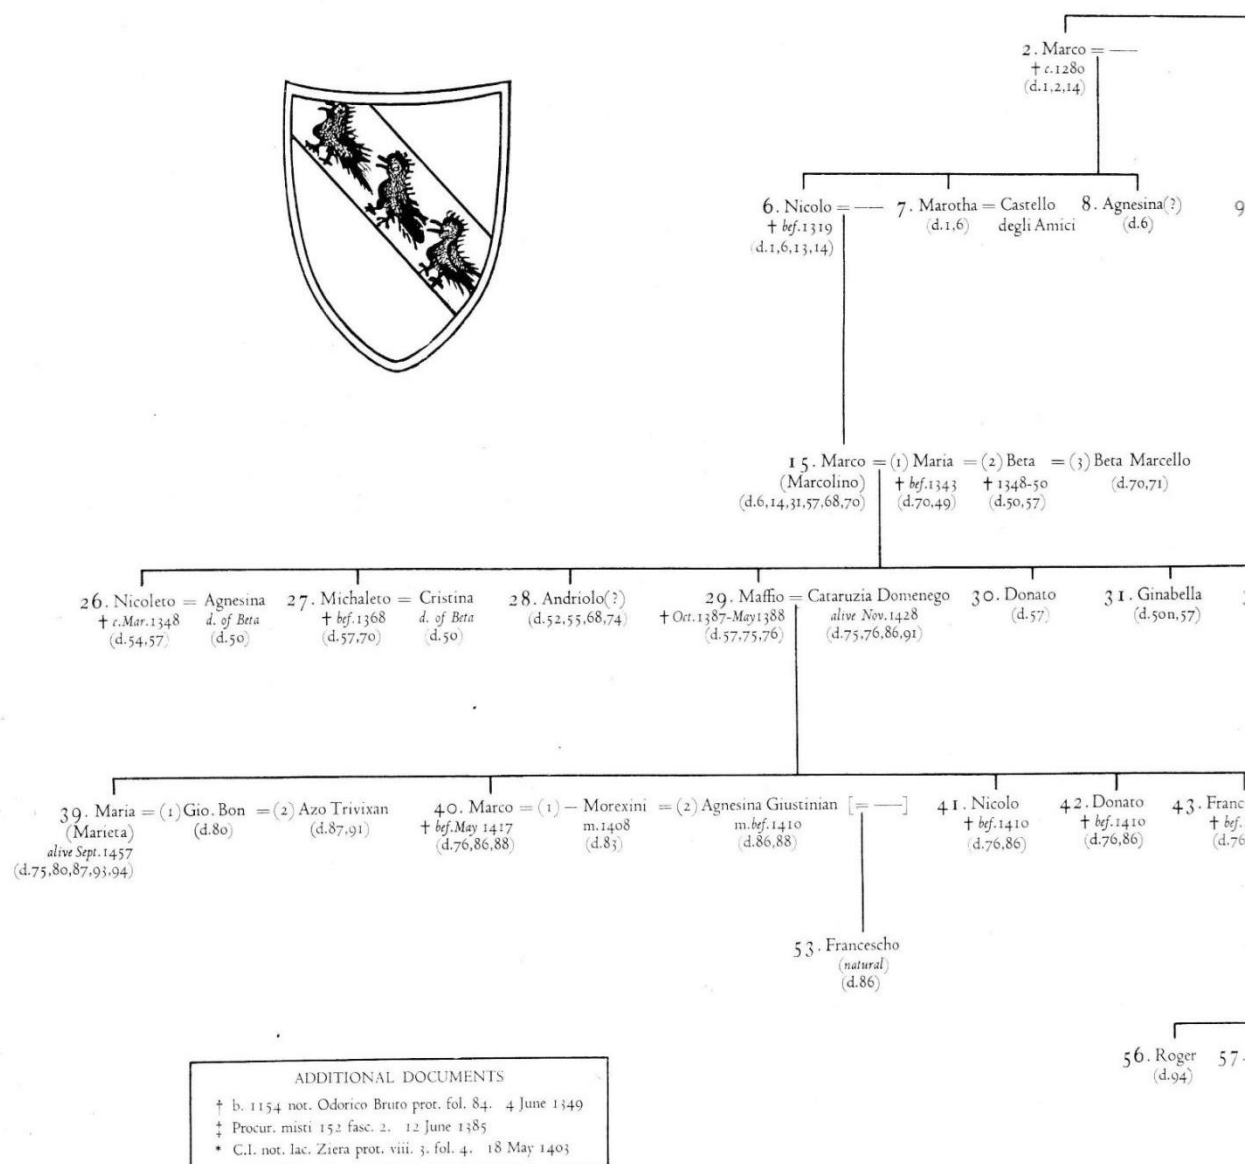 2. Marco = —
† c.1280
(d.1,2,14)
6. Nicolo = — 7. Marotha = Castello 8. Agnesina(?) 9
† bef.1319 (d.1,6) degli Amici (d.6)
(d.1,6,13,14)
15. Marco = (1) Maria = (2) Beta = (3) Beta Marcello
(Marcolino) † bef.1343 † 1348-50 (d.70,71)
(d.6,14,31,57,68,70) (d.70,49) (d.50,57)
26. Nicoleto = Agnesina 27. Michaleto = Cristina 28. Andriolo(?) 29. Maffio = Cataruzia Domenego 30. Donato 31. Ginabella
† c.Mar.1348 d. of Beta † bef.1368 d. of Beta (d.52,55,68,74) † Oct.1387-May1388 alive Nov.1428 (d.57) (d.50n,57)
(d.54,57) (d.50) (d.57,70) (d.50) (d.57,75,76) (d.75,76,86,91)
39. Maria = (1) Gio. Bon = (2) Azo Trivixan 40. Marco = (1) — Morexini = (2) Agnesina Giustinian [= —] 41. Nicolo 42. Donato 43. Franc
(Marieta) (d.80) (d.87,91) † bef.May 1417 m.1408 m.bef.1410 † bef.1410 † bef.1410 † bef.
alive Sept.1457 (d.76,86,88) (d.83) (d.86,88) (d.76,86) (d.76,86) (d.76
(d.75,80,87,93,94)
53. Francescho
(natural)
(d.86)
56. Roger 57.
(d.94)
ADDITIONAL DOCUMENTS
† b. 1154 not. Odorico Bruto prot. fol. 84. 4 June 1349
‡ Procur. misti 152 fasc. 2. 12 June 1385
* C.I. not. Iac. Ziera prot. viii. 3. fol. 4. 18 May 1403